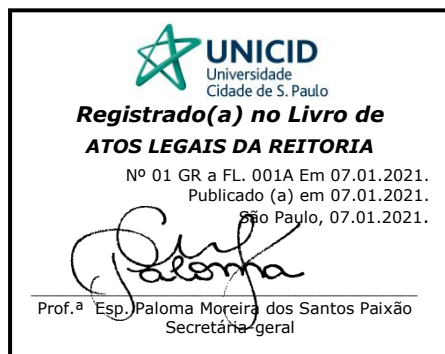 UNICID
Universidade
Cidade de S. Paulo
Registrado(a) no Livro de
ATOS LEGAIS DA REITORIA
Nº 01 GR a FL. 001A Em 07.01.2021.
Publicado (a) em 07.01.2021.
São Paulo, 07.01.2021.
Paloma
Prof.ª Esp. Paloma Moreira dos Santos Paixão
Secretária-geral